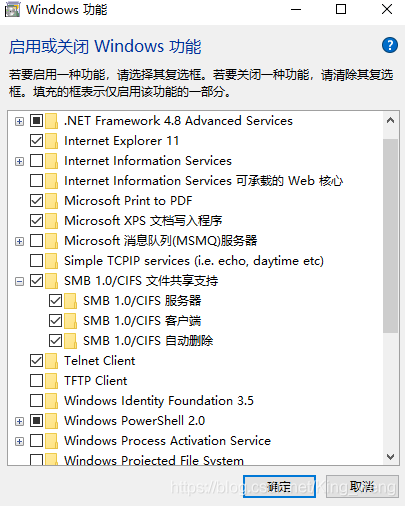 Windows 功能
启用或关闭 Windows 功能
若要启用一种功能，请选择其复选框。若要关闭一种功能，请清除其复选
框。填充的框表示仅启用该功能的一部分。
.NET Framework 4.8 Advanced Services
Internet Explorer 11
Internet Information Services
Internet Information Services 可承载的 Web 核心
Microsoft Print to PDF
Microsoft XPS 文档写入程序
Microsoft 消息队列(MSMQ)服务器
Simple TCPIP services (i.e. echo, daytime etc)
SMB 1.0/CIFS 文件共享支持
SMB 1.0/CIFS 服务器
SMB 1.0/CIFS 客户端
SMB 1.0/CIFS 自动删除
Telnet Client
TFTP Client
Windows Identity Foundation 3.5
Windows PowerShell 2.0
Windows Process Activation Service
Windows Projected File System
确定 取消